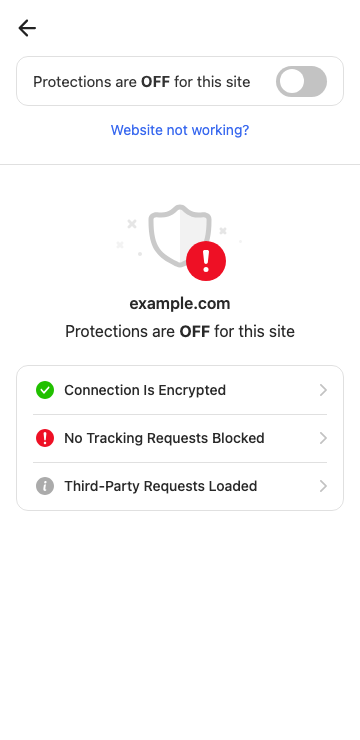 Protections are OFF for this site
Website not working?
example.com
Protections are OFF for this site
Connection Is Encrypted
No Tracking Requests Blocked
Third-Party Requests Loaded